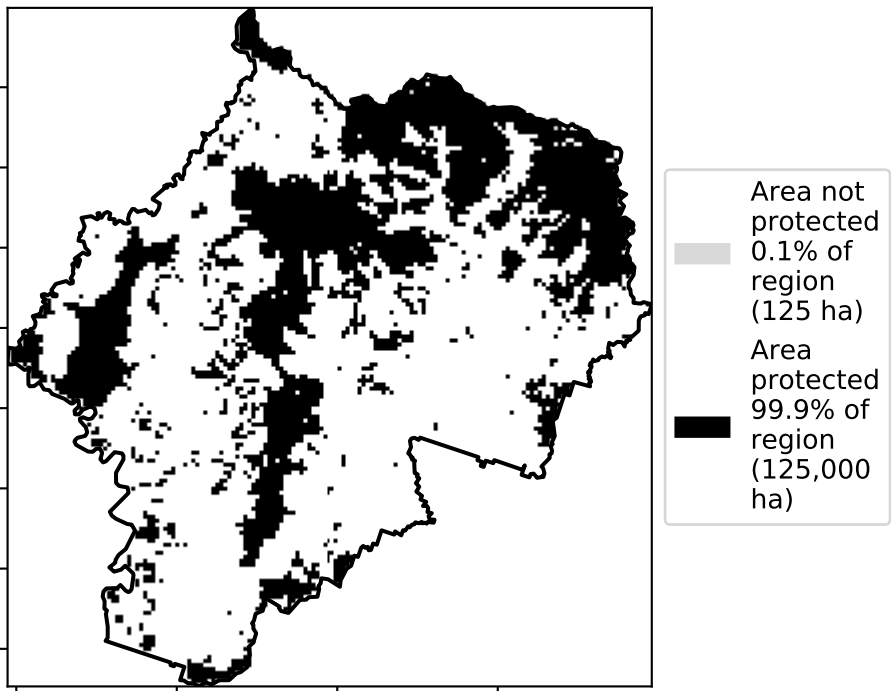 Area not
protected
0.1% of
region
(125 ha)
Area
protected
99.9% of
region
(125,000
ha)